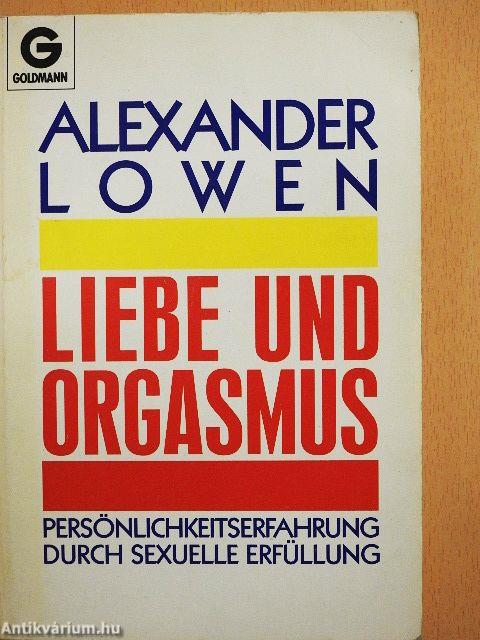 G
GOLDMANN
ALEXANDER
LOWEN
LIEBE UND
ORGASMUS
PERSÖNLICHKEITSERFAHRUNG
DURCH SEXUELLE ERFÜLLUNG
Antikvárium.hu